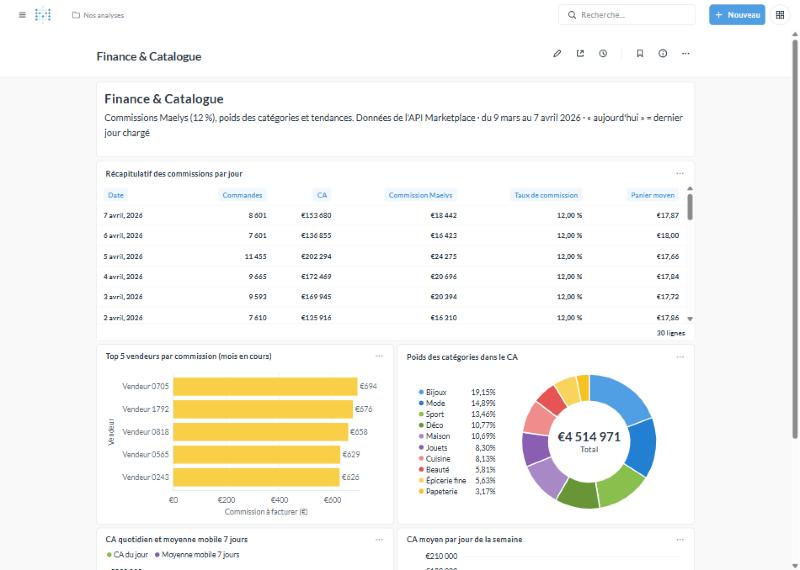 Nos analyses
Recherche...
+ Nouveau
Finance & Catalogue
Finance & Catalogue
Commissions Maelys (12 %), poids des catégories et tendances. Données de l'API Marketplace · du 9 mars au 7 avril 2026 · « aujourd'hui » = dernier
jour chargé
Récapitulatif des commissions par jour
Date Commandes CA Commission Maelys Taux de commission Panier moyen
7 avril, 2026 8 601 €153 680 €18 442 12,00 % €17,87
6 avril, 2026 7 601 €136 855 €16 423 12,00 % €18,00
5 avril, 2026 11 455 €202 294 €24 275 12,00 % €17,66
4 avril, 2026 9 665 €172 469 €20 696 12,00 % €17,84
3 avril, 2026 9 593 €169 945 €20 394 12,00 % €17,72
2 avril, 2026 7 610 €135 916 €16 310 12,00 % €17,86
30 lignes
Top 5 vendeurs par commission (mois en cours)
Vendeur
Vendeur 0705 €694
Vendeur 1792 €676
Vendeur 0818 €658
Vendeur 0565 €629
Vendeur 0243 €626
€0 €200 €400 €600
Commission à facturer (€)
Poids des catégories dans le CA
Bijoux 19,15%
Mode 14,89%
Sport 13,46%
Déco 10,77%
Maison 10,69%
Jouets 8,30%
Cuisine 8,13%
Beauté 5,81%
Épicerie fine 5,63%
Papeterie 3,17%
€4 514 971
Total
CA quotidien et moyenne mobile 7 jours
CA du jour Moyenne mobile 7 jours
CA moyen par jour de la semaine
€210 000